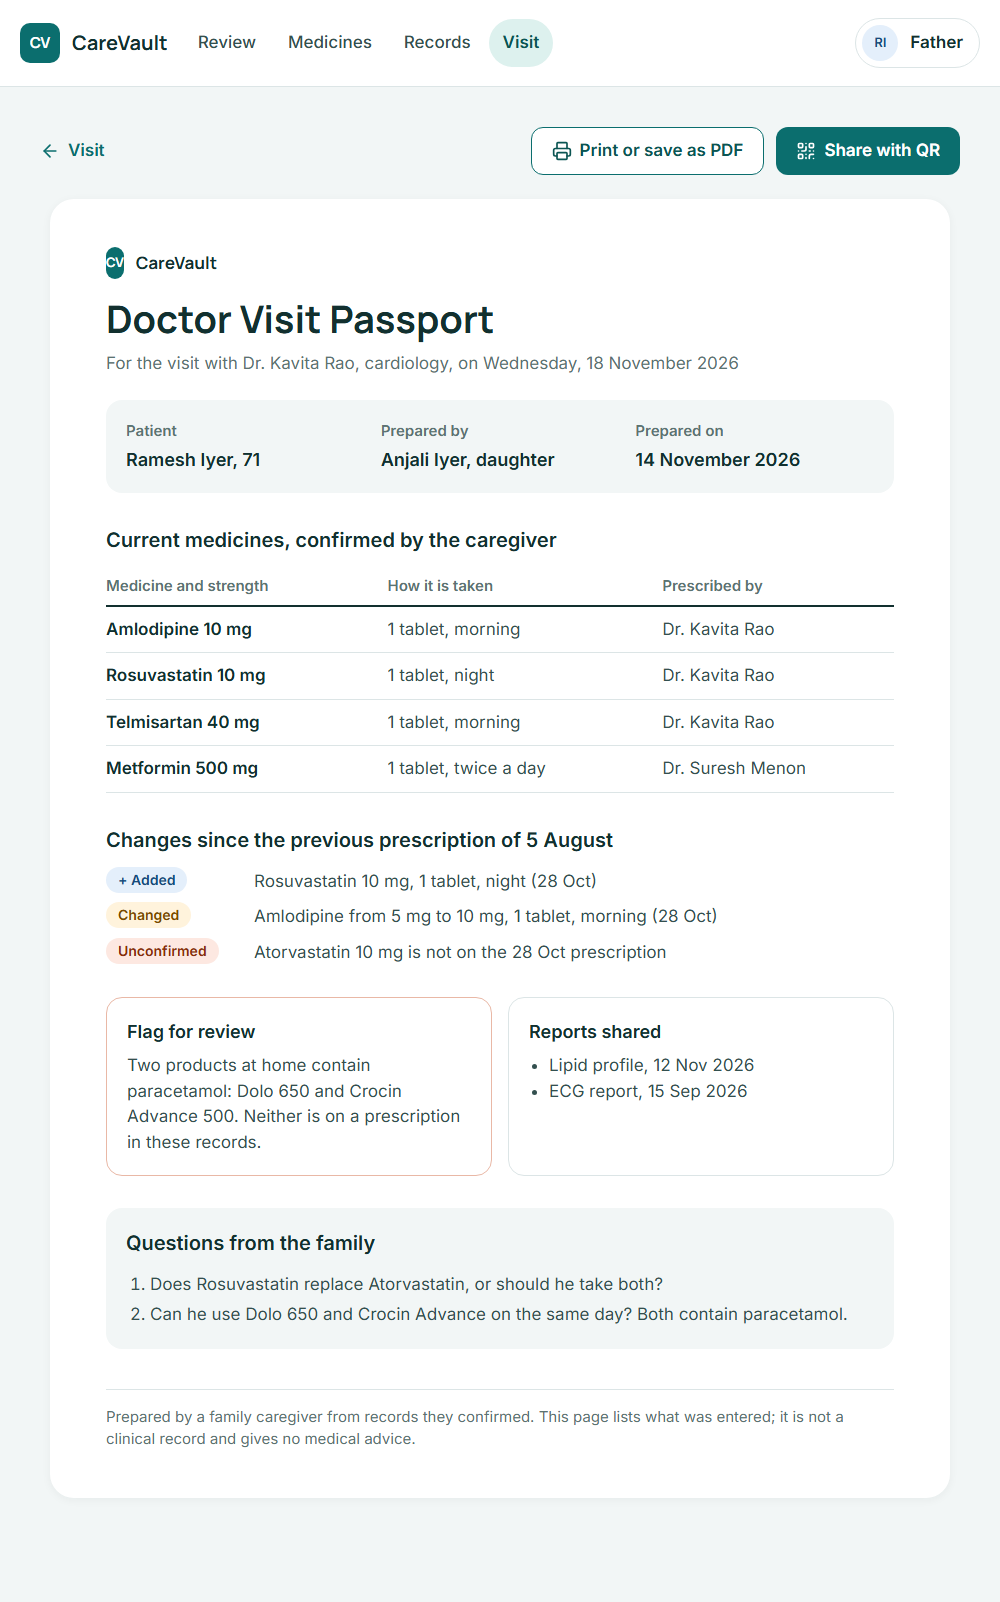 CV CareVault Review Medicines Records Visit RI Father
Visit Print or save as PDF Share with QR
CV CareVault
Doctor Visit Passport
For the visit with Dr. Kavita Rao, cardiology, on Wednesday, 18 November 2026
Patient Prepared by Prepared on
Ramesh Iyer, 71 Anjali Iyer, daughter 14 November 2026
Current medicines, confirmed by the caregiver
Medicine and strength How it is taken Prescribed by
Amlodipine 10 mg 1 tablet, morning Dr. Kavita Rao
Rosuvastatin 10 mg 1 tablet, night Dr. Kavita Rao
Telmisartan 40 mg 1 tablet, morning Dr. Kavita Rao
Metformin 500 mg 1 tablet, twice a day Dr. Suresh Menon
Changes since the previous prescription of 5 August
+ Added Rosuvastatin 10 mg, 1 tablet, night (28 Oct)
Changed Amlodipine from 5 mg to 10 mg, 1 tablet, morning (28 Oct)
Unconfirmed Atorvastatin 10 mg is not on the 28 Oct prescription
Flag for review
Two products at home contain
paracetamol: Dolo 650 and Crocin
Advance 500. Neither is on a prescription
in these records.
Reports shared
• Lipid profile, 12 Nov 2026
• ECG report, 15 Sep 2026
Questions from the family
1. Does Rosuvastatin replace Atorvastatin, or should he take both?
2. Can he use Dolo 650 and Crocin Advance on the same day? Both contain paracetamol.
Prepared by a family caregiver from records they confirmed. This page lists what was entered; it is not a
clinical record and gives no medical advice.